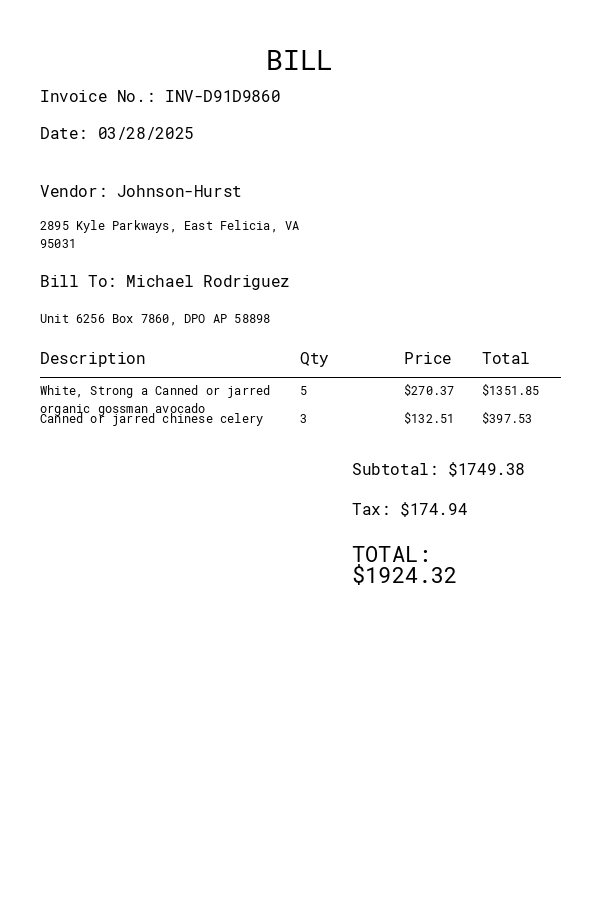 BILL
Invoice No.: INV-D91D9860
Date: 03/28/2025
Vendor: Johnson-Hurst
2895 Kyle Parkways, East Felicia, VA
95031
Bill To: Michael Rodriguez
Unit 6256 Box 7860, DPO AP 58898
Description Qty Price Total
White, Strong a Canned or jarred 5 $270.37 $1351.85
organic gossman avocado
Canned or jarred chinese celery 3 $132.51 $397.53
Subtotal: $1749.38
Tax: $174.94
TOTAL:
$1924.32